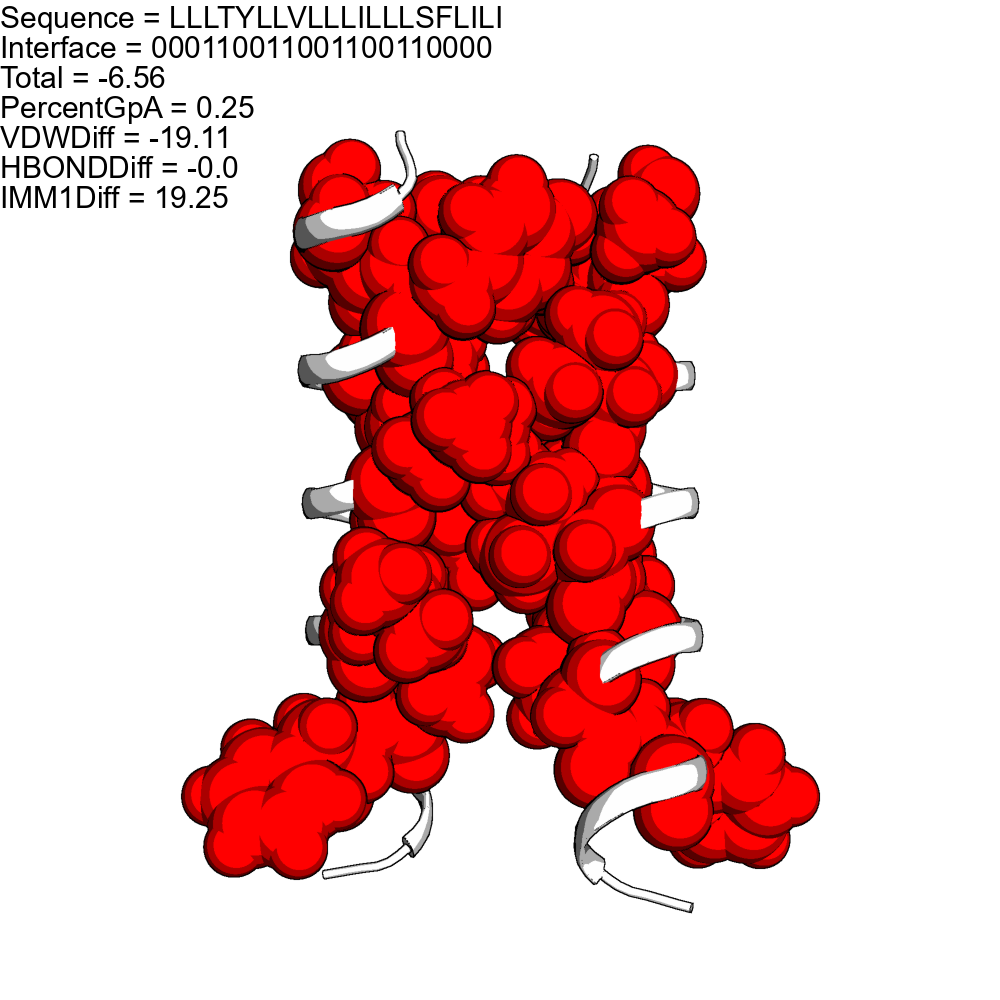 Sequence = LLLTYLLVLLLILLLSFLILI
Interface = 000110011001100110000
Total = -6.56
PercentGpA = 0.25
VDWDiff = -19.11
HBONDDiff = -0.0
IMM1Diff = 19.25